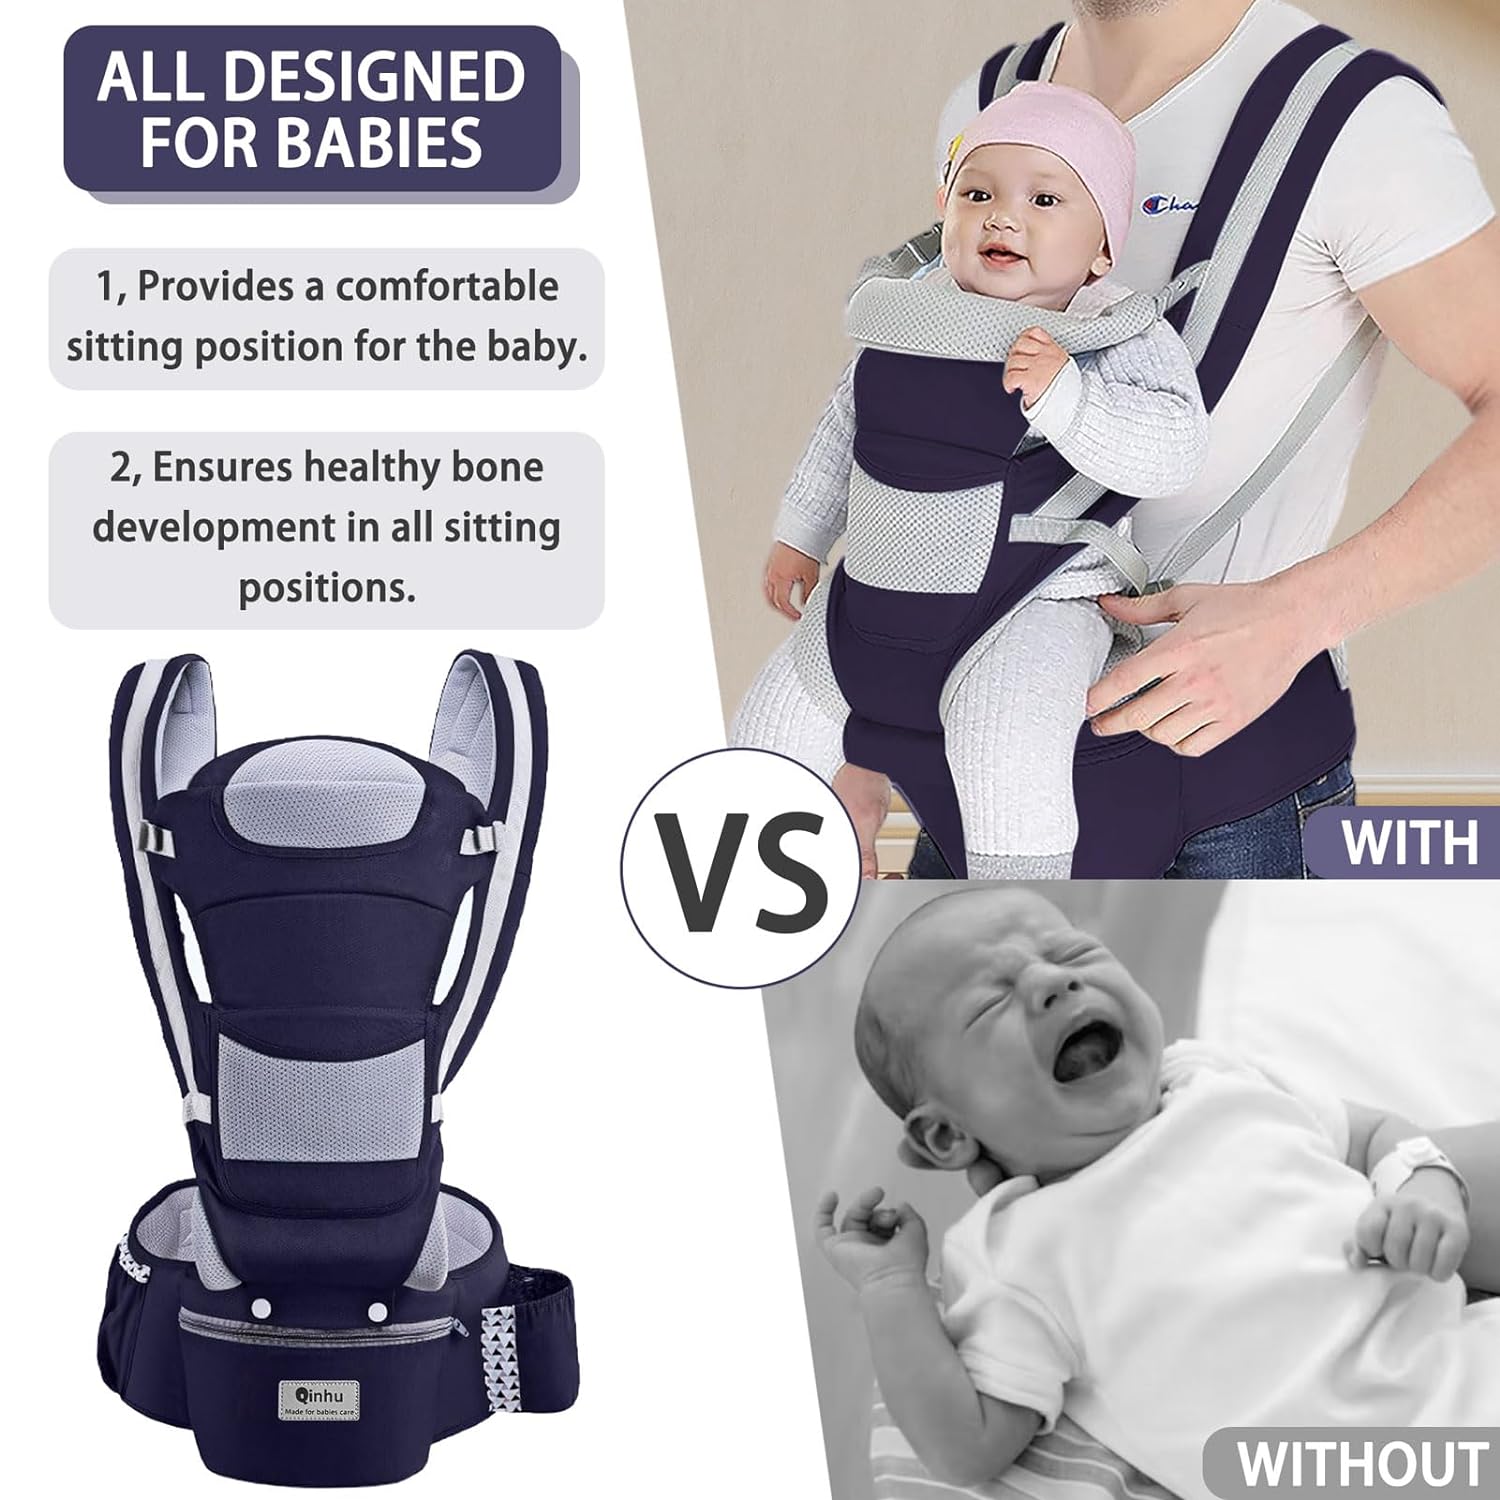 ALL DESIGNED
FOR BABIES
1, Provides a comfortable
sitting position for the baby.
2, Ensures healthy bone
development in all sitting
positions.
Cha
VS
WITH
Qinhu
Made for babies care
WITHOUT